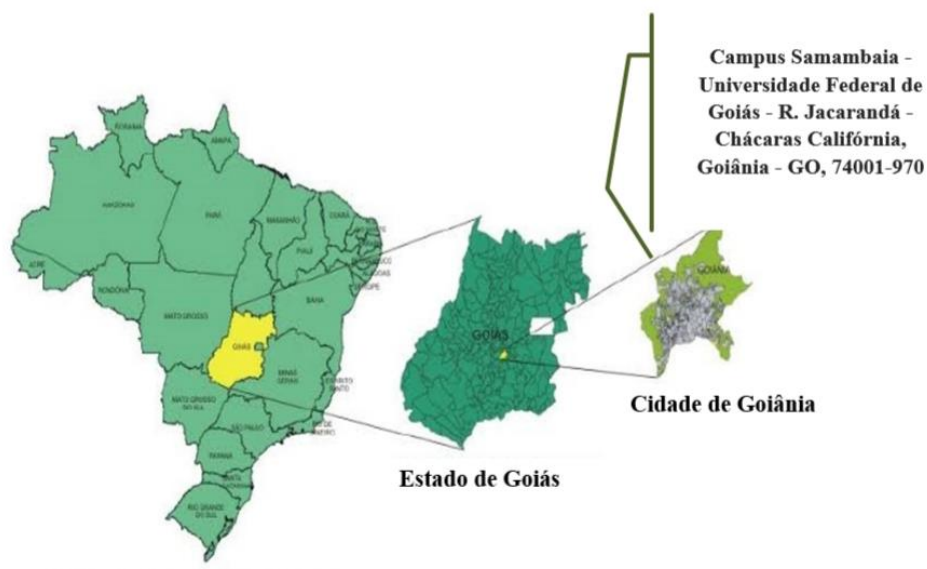 Campus Samambaia -
Universidade Federal de
Goiás - R. Jacarandá -
Chácaras Califórnia,
Goiânia - GO, 74001-970
RORAIMA
AMAPÁ
AMAZONAS
PARÁ
MARANHÃO
CEARÁ
PIAUÍ
ACRE
RONDÔNIA
MATO GROSSO
BAHIA
GOIÁS
MINAS
GERAIS
MATO GROSSO
DO SUL
SÃO PAULO
RIO DE
JANEIRO
PARANÁ
SANTA
RIO GRANDE
DO SUL
GOIÁS
GOIÂNIA
Cidade de Goiânia
Estado de Goiás